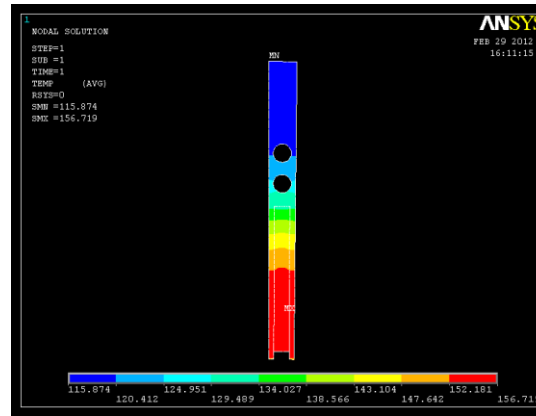 1
NODAL SOLUTION
STEP=1
SUB =1
TIME=1
TEMP (AVG)
RSYS=0
SMN =115.874
SMX =156.719
ANSYS
FEB 29 2012
16:11:15
MN
MX
115.874 124.951 134.027 143.104 152.181
120.412 129.489 138.566 147.642 156.719